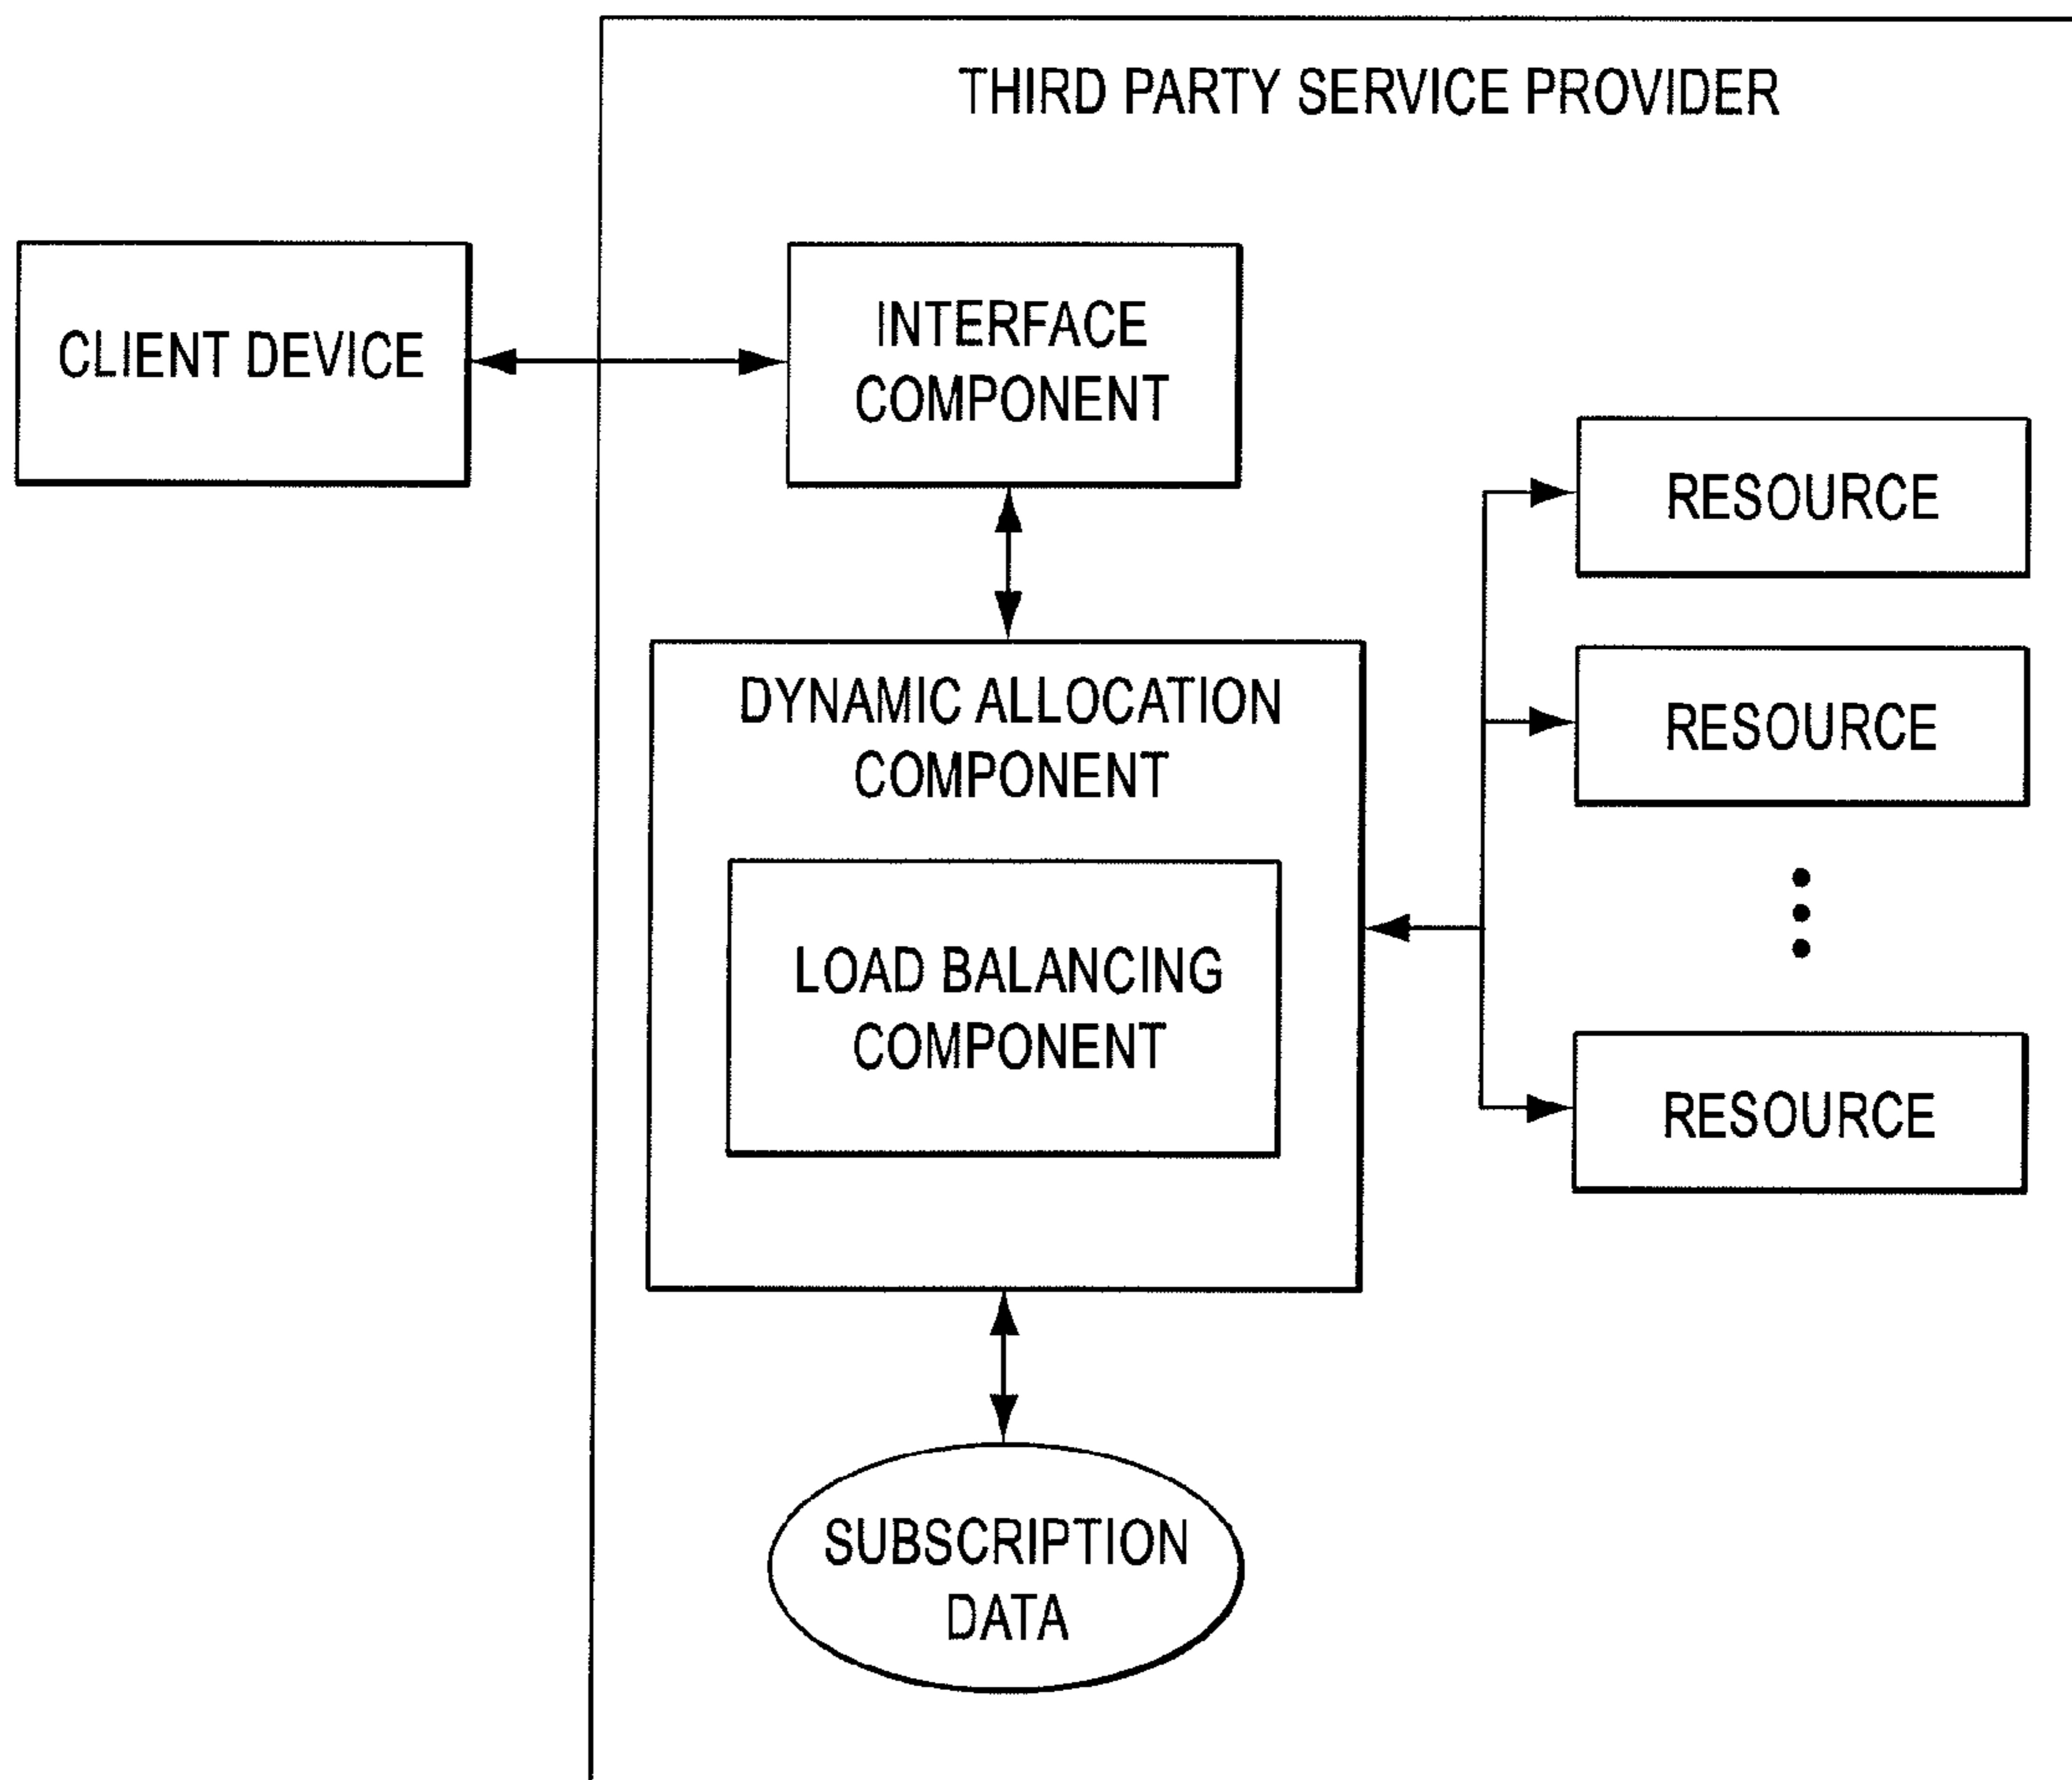 THIRD PARTY SERVICE PROVIDER
CLIENT DEVICE
INTERFACE
COMPONENT
RESOURCE
RESOURCE
DYNAMIC ALLOCATION
COMPONENT
LOAD BALANCING
COMPONENT
RESOURCE
SUBSCRIPTION
DATA